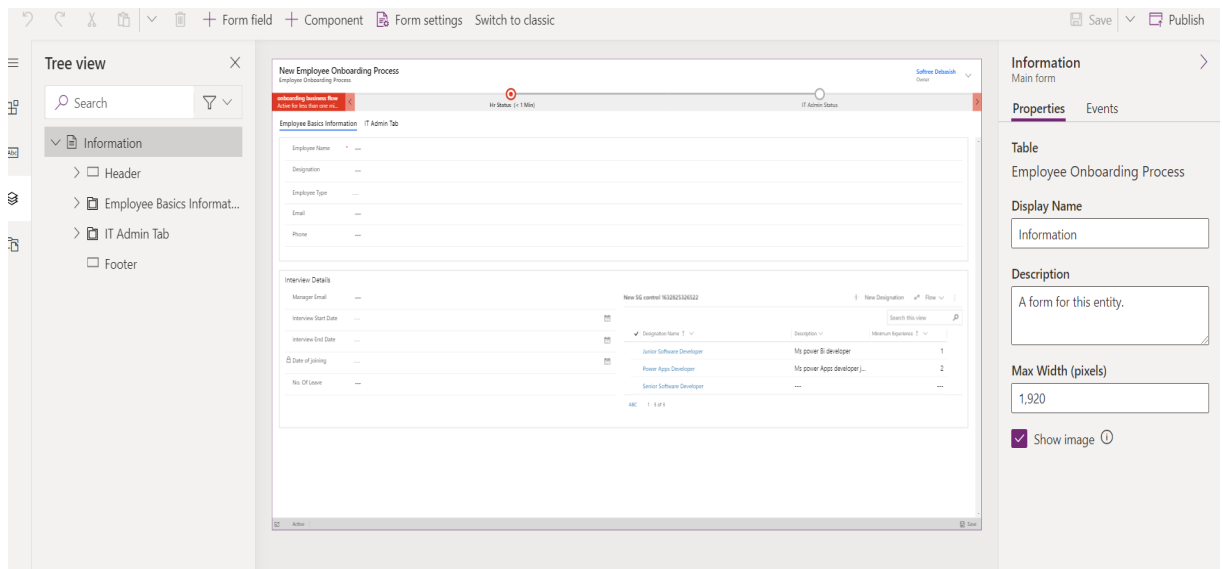 + Form field + Component Form settings Switch to classic Save Publish
Tree view
Search
Information
Header
Employee Basics Informat...
IT Admin Tab
Footer
New Employee Onboarding Process
Employee Onboarding Process
Softree Debasish
Owner
onboarding business flow
Active for less than one mi...
Hr Status (< 1 Min)
IT Admin Status
Employee Basics Information IT Admin Tab
Employee Name * ---
Designation ---
Employee Type ---
Email ---
Phone ---
Interview Details
Manager Email ---
Interview Start Date ---
Interview End Date ---
Date of joining ---
No. Of Leave ---
New SG control 1632825326522
New Designation Flow
Search this view
Designation Name ↑ Description Minimum Experience ↑
Junior Software Developer Ms power Bi developer 1
Power Apps Developer Ms power Apps developer j... 2
Senior Software Developer --- ---
ABC
Active
Save
Information
Main form
Properties Events
Table
Employee Onboarding Process
Display Name
Information
Description
A form for this entity.
Max Width (pixels)
1,920
Show image